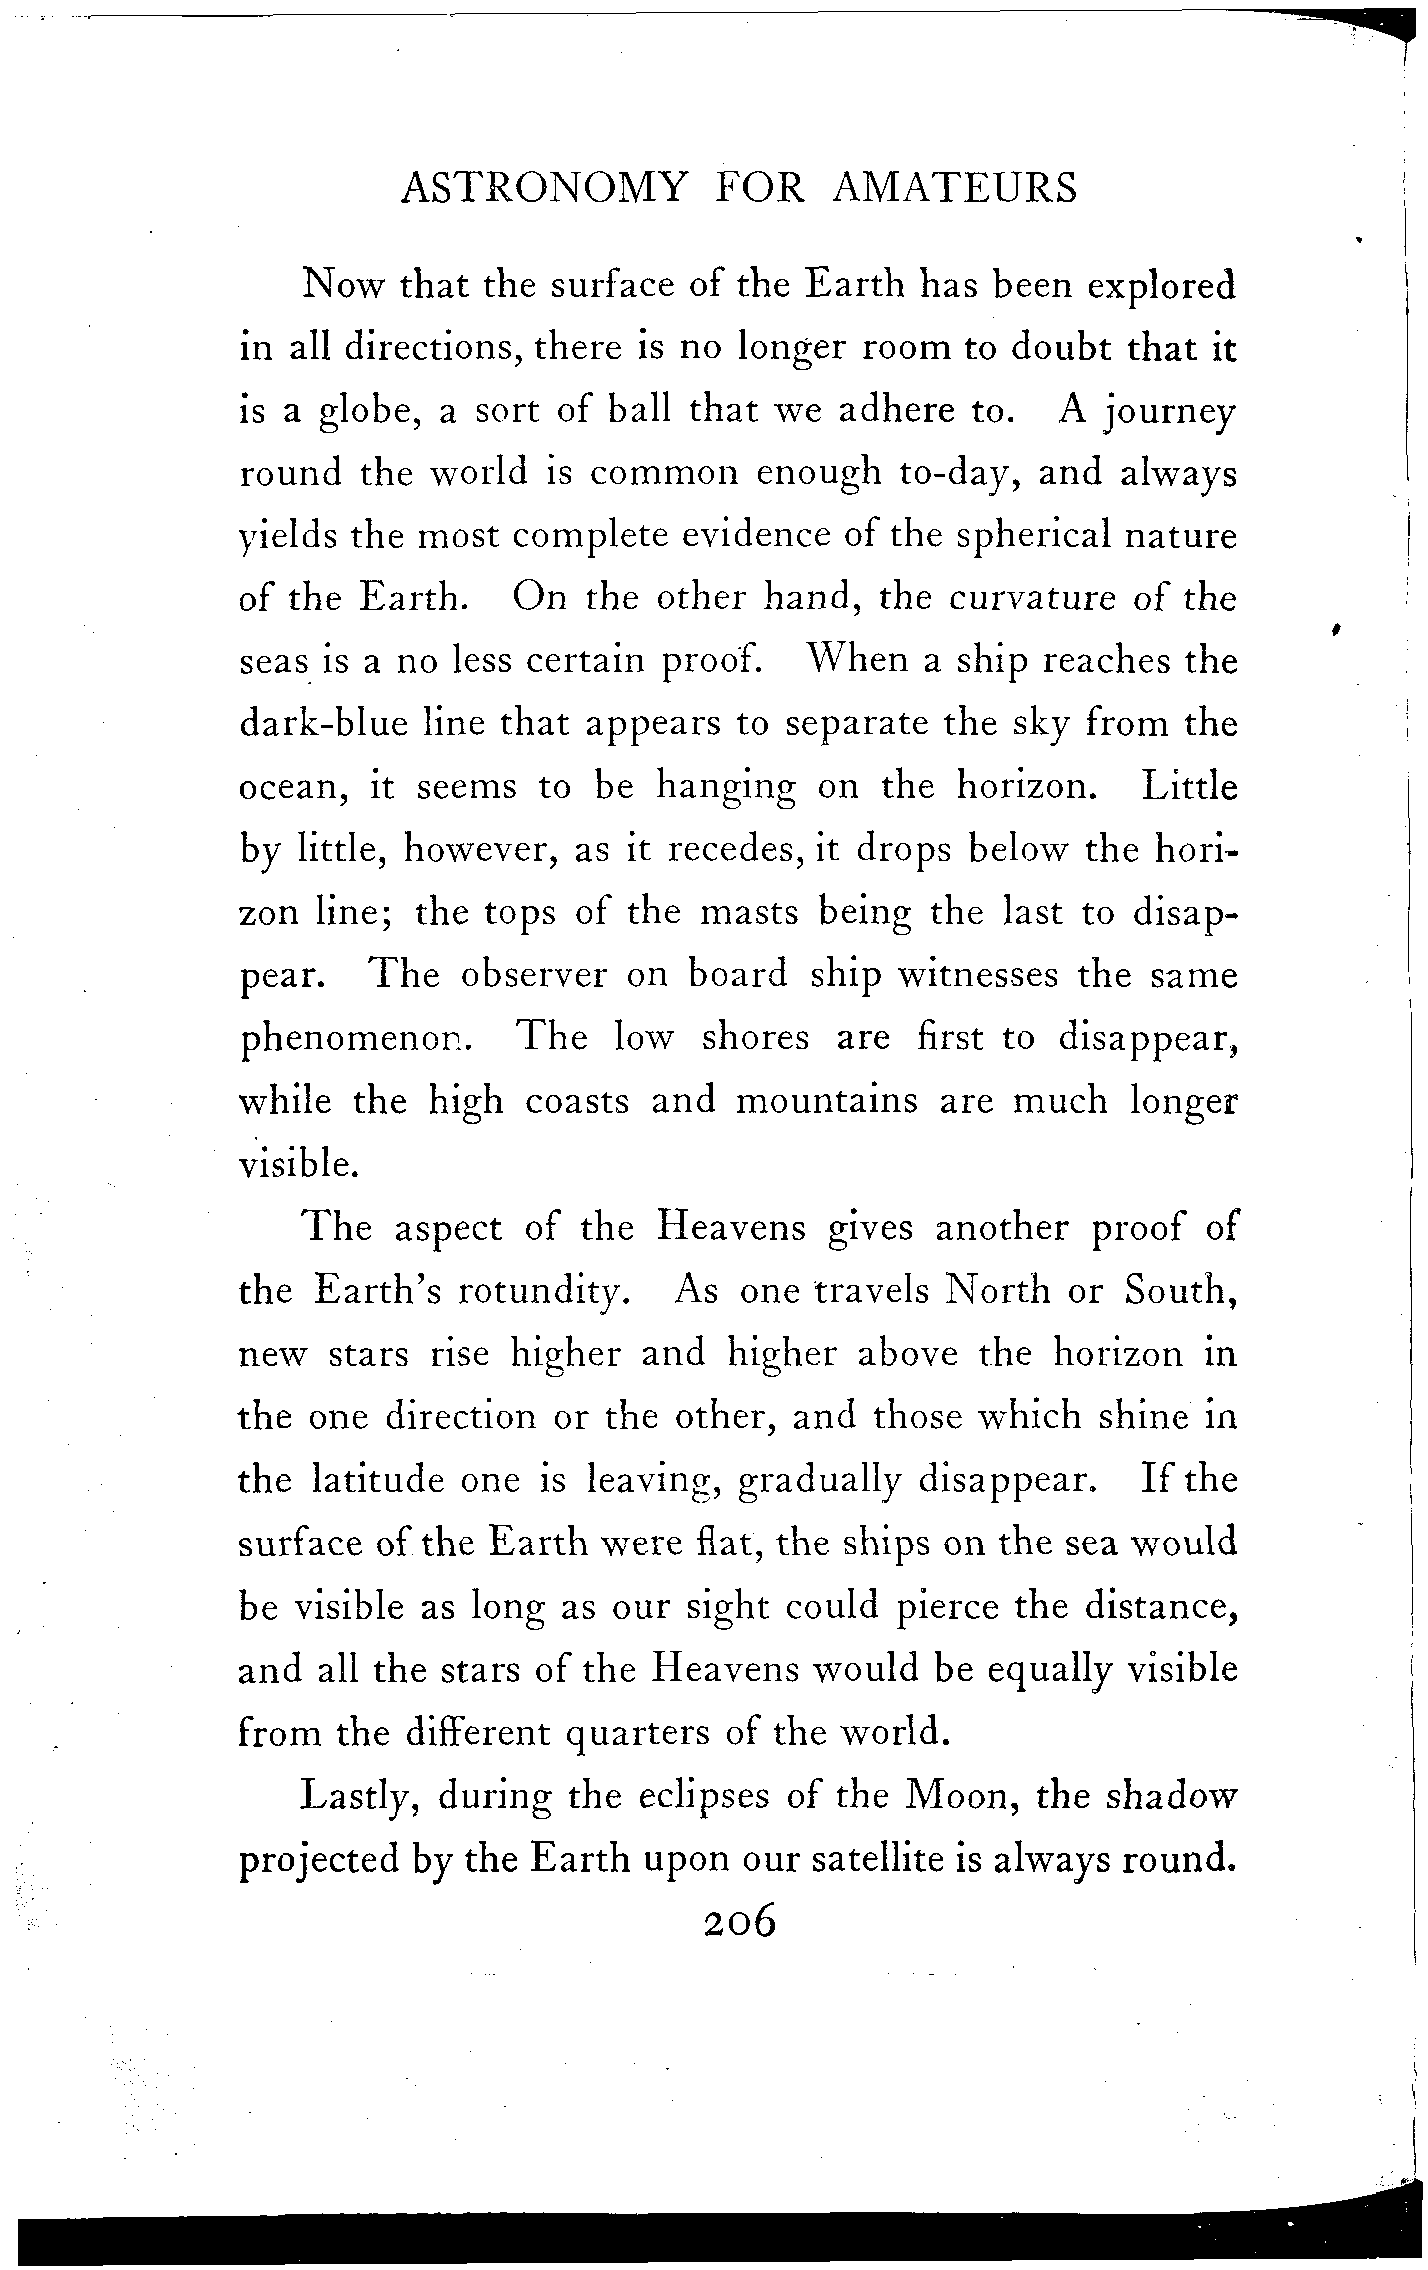 ASTRONOMY FOR AMATEURS
Now that the surface of the Earth has been explored
in all directions, there is no longer room to doubt that it
is a globe, a sort of ball that we adhere to. A journey
round the world is common enough to-day, and always
yields the most complete evidence of the spherical nature
of the Earth. On the other hand, the curvature of the
seas is a no less certain proof. When a ship reaches the
dark-blue line that appears to separate the sky from the
ocean, it seems to be hanging on the horizon. Little
by little, however, as it recedes, it drops below the hori-
zon line; the tops of the masts being the last to disap-
pear. The observer on board ship witnesses the same
phenomenon. The low shores are first to disappear,
while the high coasts and mountains are much longer
visible.
The aspect of the Heavens gives another proof of
the Earth's rotundity. As one travels North or South,
new stars rise higher and higher above the horizon in
the one direction or the other, and those which shine in
the latitude one is leaving, gradually disappear. If the
surface of the Earth were flat, the ships on the sea would
be visible as long as our sight could pierce the distance,
and all the stars of the Heavens would be equally visible
from the different quarters of the world.
Lastly, during the eclipses of the Moon, the shadow
projected by the Earth upon our satellite is always round.
206